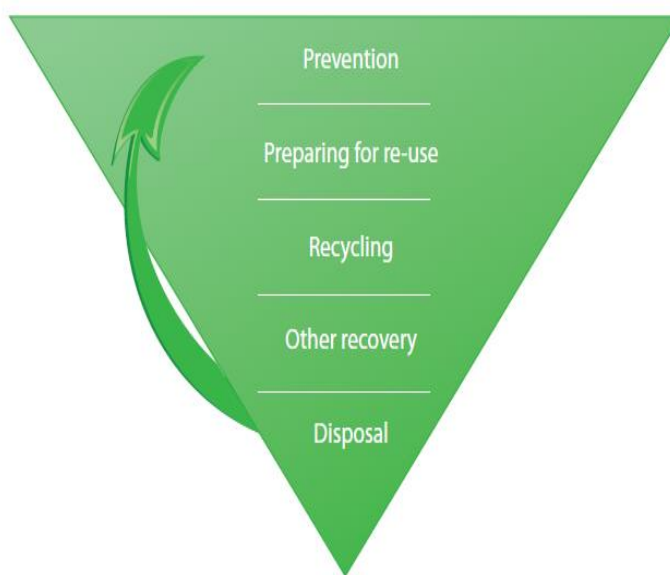 Prevention
Preparing for re-use
Recycling
Other recovery
Disposal